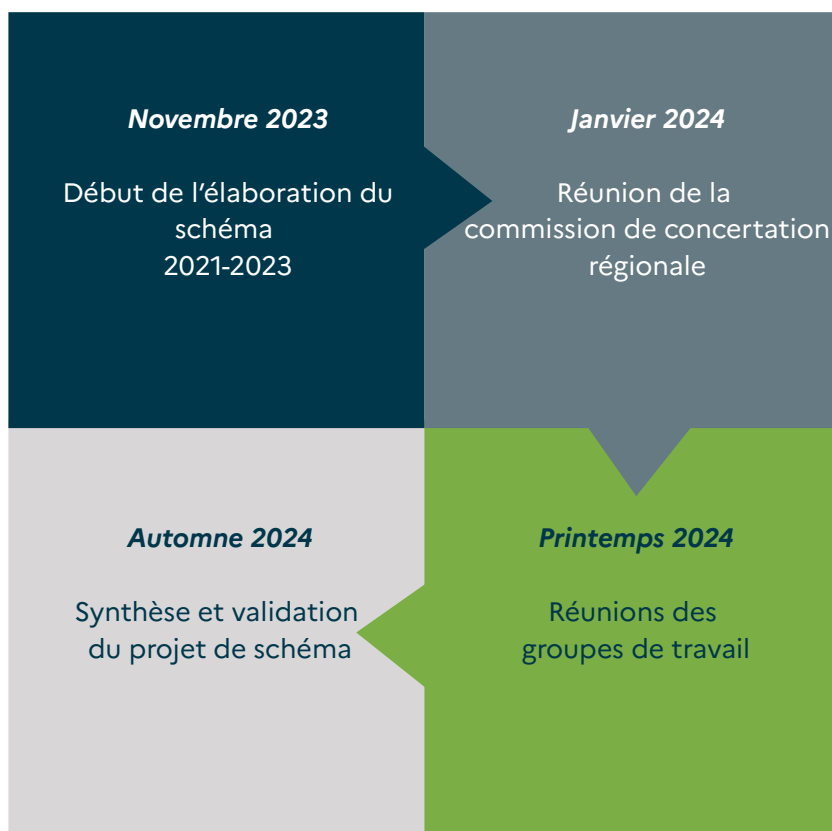 Novembre 2023
Début de l'élaboration du
schéma
2021-2023
Janvier 2024
Réunion de la
commission de concertation
régionale
Printemps 2024
Réunions des
groupes de travail
Automne 2024
Synthèse et validation
du projet de schéma